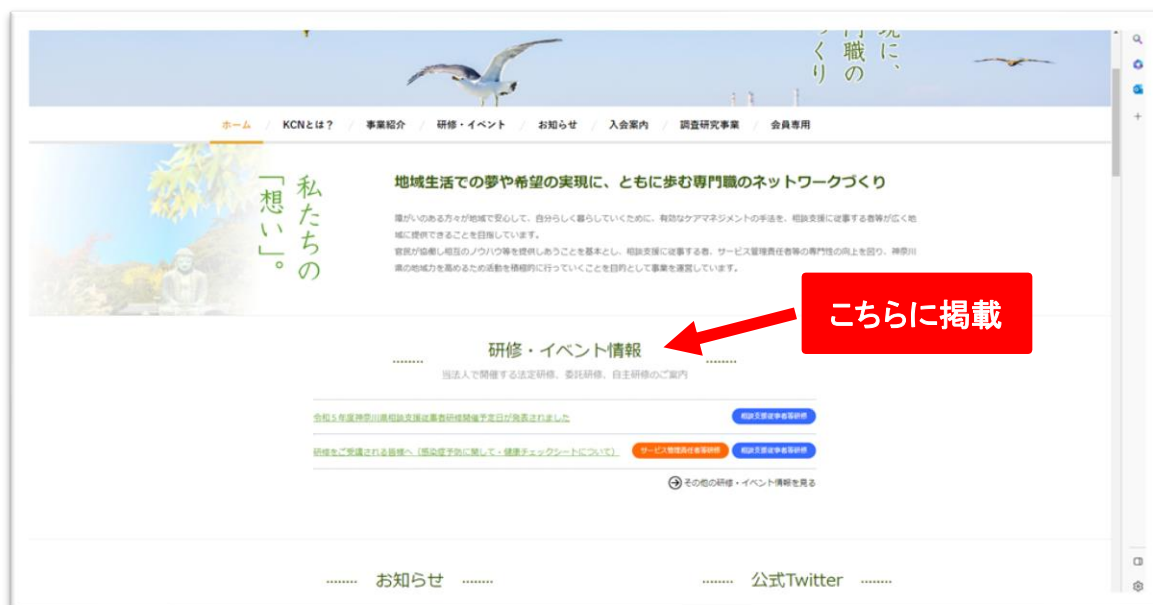 現に、
門職の
つくり
ホーム / KCNとは？ / 事業紹介 / 研修・イベント / お知らせ / 入会案内 / 調査研究事業 / 会員専用
私たちの
「想い」。
地域生活での夢や希望の実現に、ともに歩む専門職のネットワークづくり
障がいのある方々が地域で安心して、自分らしく暮らしていくために、有効なケアマネジメントの手法を、相談支援に従事する者等が広く地
域に提供できることを目指しています。
官民が協働し相互のノウハウ等を提供しあうことを基本とし、相談支援に従事する者、サービス管理責任者等の専門性の向上を図り、神奈川
県の地域力を高めるため活動を積極的に行っていくことを目的として事業を運営しています。
こちらに掲載
研修・イベント情報
当法人で開催する法定研修、委託研修、自主研修のご案内
令和５年度神奈川県相談支援従事者研修開催予定日が発表されました 相談支援従事者等研修
研修をご受講される皆様へ（感染症予防に関して・健康チェックシートについて） サービス管理責任者等研修 相談支援従事者等研修
その他の研修・イベント情報を見る
お知らせ 公式Twitter